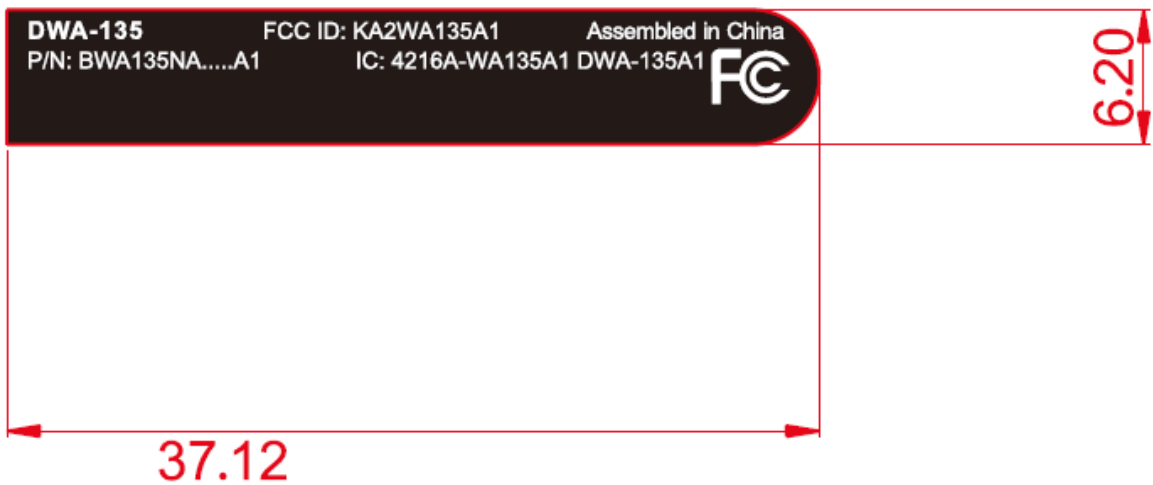 DWA-135 FCC ID: KA2WA135A1 Assembled in China
P/N: BWA135NA.....A1 IC: 4216A-WA135A1 DWA-135A1 FC
6.20
37.12